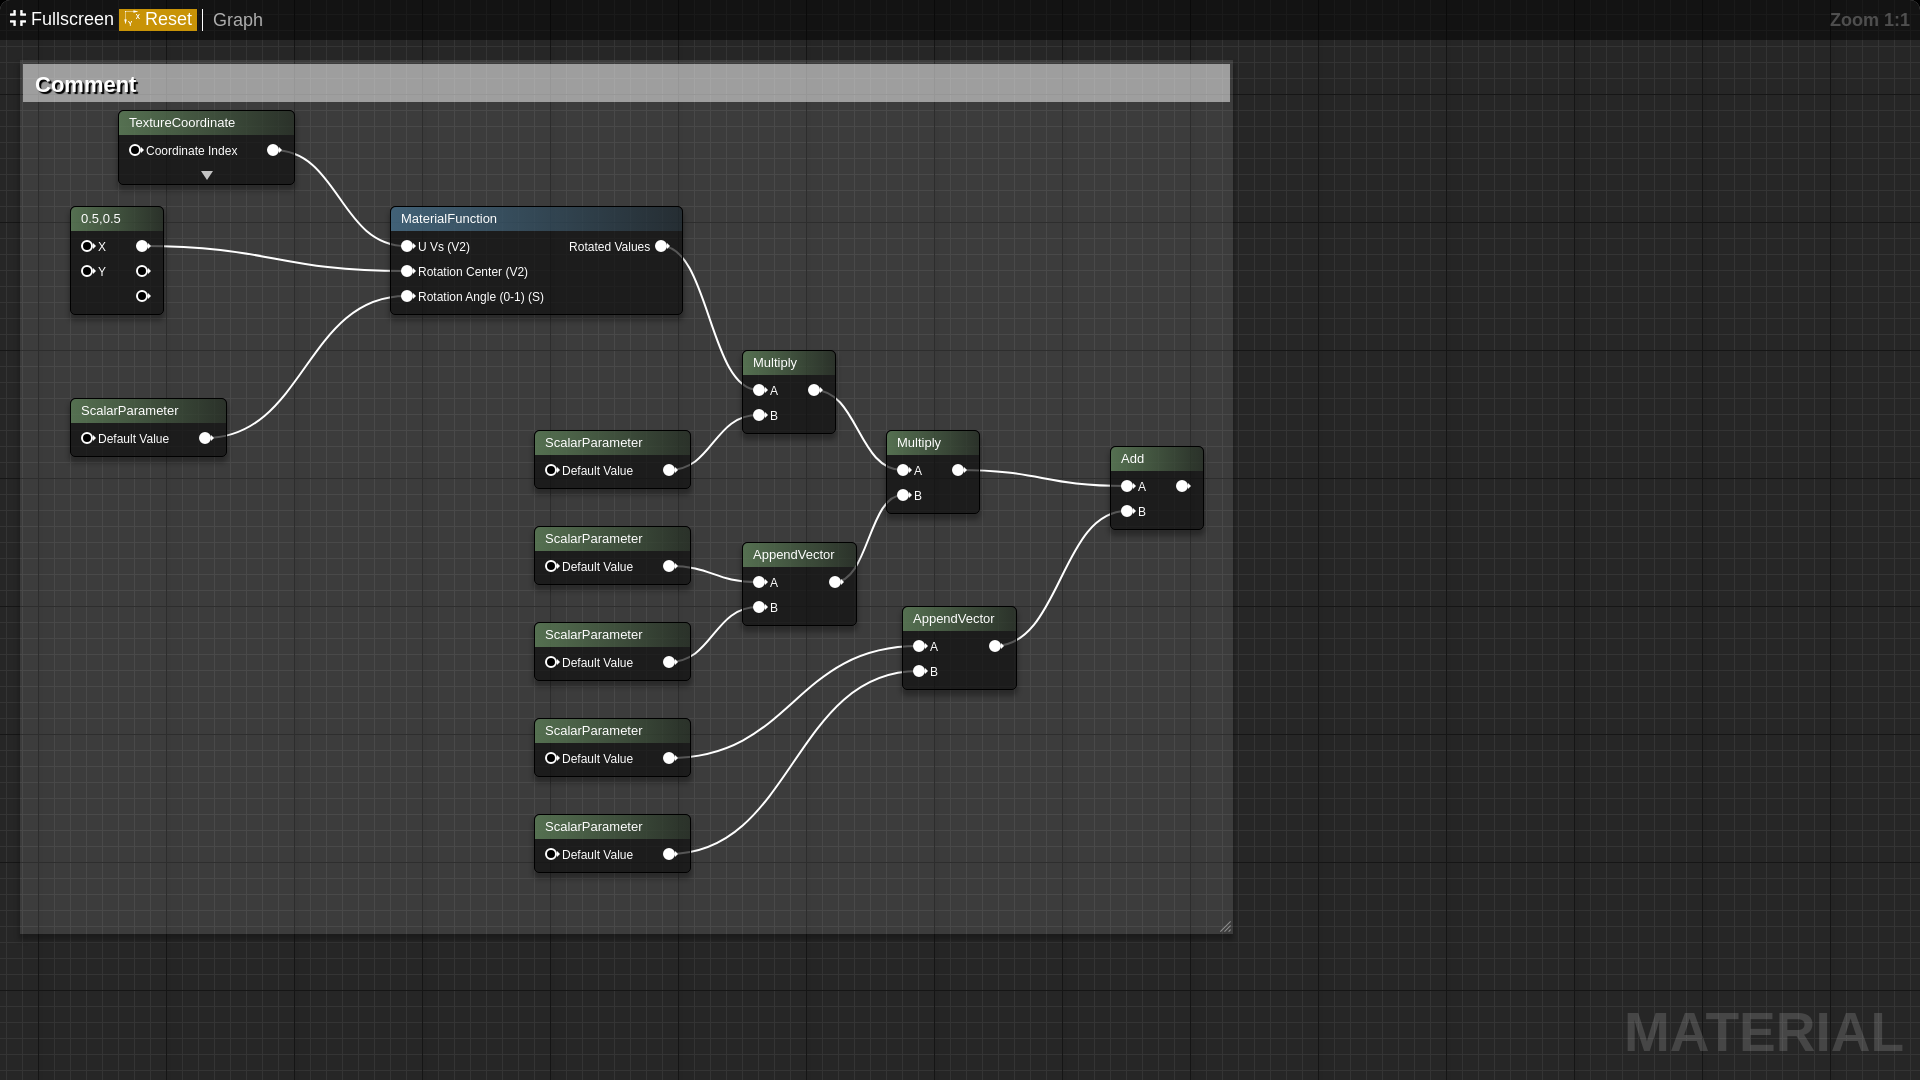 Fullscreen Reset Graph Zoom 1:1
Comment
TextureCoordinate
Coordinate Index
0.5,0.5
X
Y
MaterialFunction
U Vs (V2) Rotated Values
Rotation Center (V2)
Rotation Angle (0-1) (S)
ScalarParameter
Default Value
Multiply
A
B
ScalarParameter
Default Value
Multiply
A
B
Add
A
B
ScalarParameter
Default Value
AppendVector
A
B
ScalarParameter
Default Value
AppendVector
A
B
ScalarParameter
Default Value
ScalarParameter
Default Value
MATERIAL